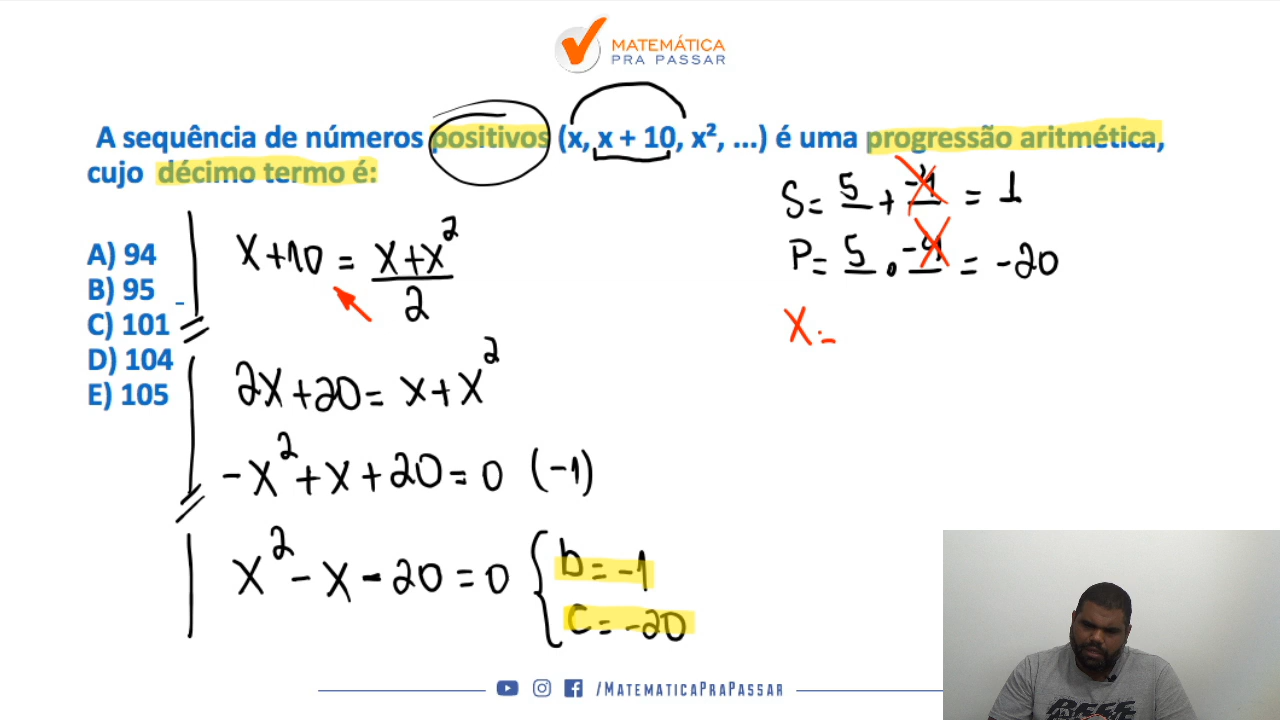 MATEMÁTICA
PRA PASSAR
A sequência de números positivos (x, x + 10, x², ...) é uma progressão aritmética,
cujo décimo termo é:
A) 94
B) 95
C) 101
D) 104
E) 105
x+10 = x+x²
2
2x+20 = x+x²
-x²+x+20=0 (-1)
x²-x-20=0
b=-1
c=-20
S= 5 + -4 = 1
P= 5 . -4 = -20
X=
/MATEMATICAPRAPASSAR